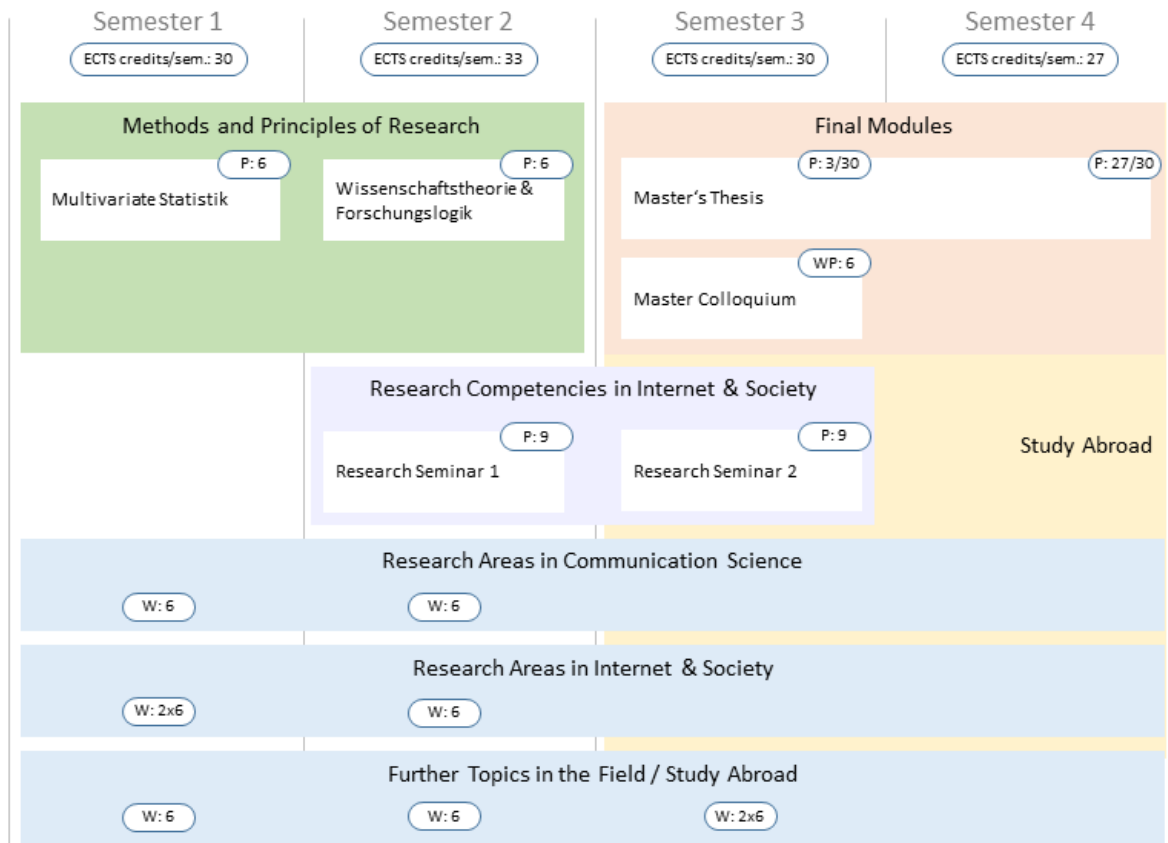 Semester 1
Semester 2
Semester 3
Semester 4
ECTS credits/sem.: 30
ECTS credits/sem.: 33
ECTS credits/sem.: 30
ECTS credits/sem.: 27
Methods and Principles of Research
P: 6
Multivariate Statistik
P: 6
Wissenschaftstheorie &
Forschungslogik
Final Modules
P: 3/30
P: 27/30
Master's Thesis
WP: 6
Master Colloquium
Research Competencies in Internet & Society
P: 9
Research Seminar 1
P: 9
Research Seminar 2
Study Abroad
Research Areas in Communication Science
W: 6
W: 6
Research Areas in Internet & Society
W: 2x6
W: 6
Further Topics in the Field / Study Abroad
W: 6
W: 6
W: 2x6